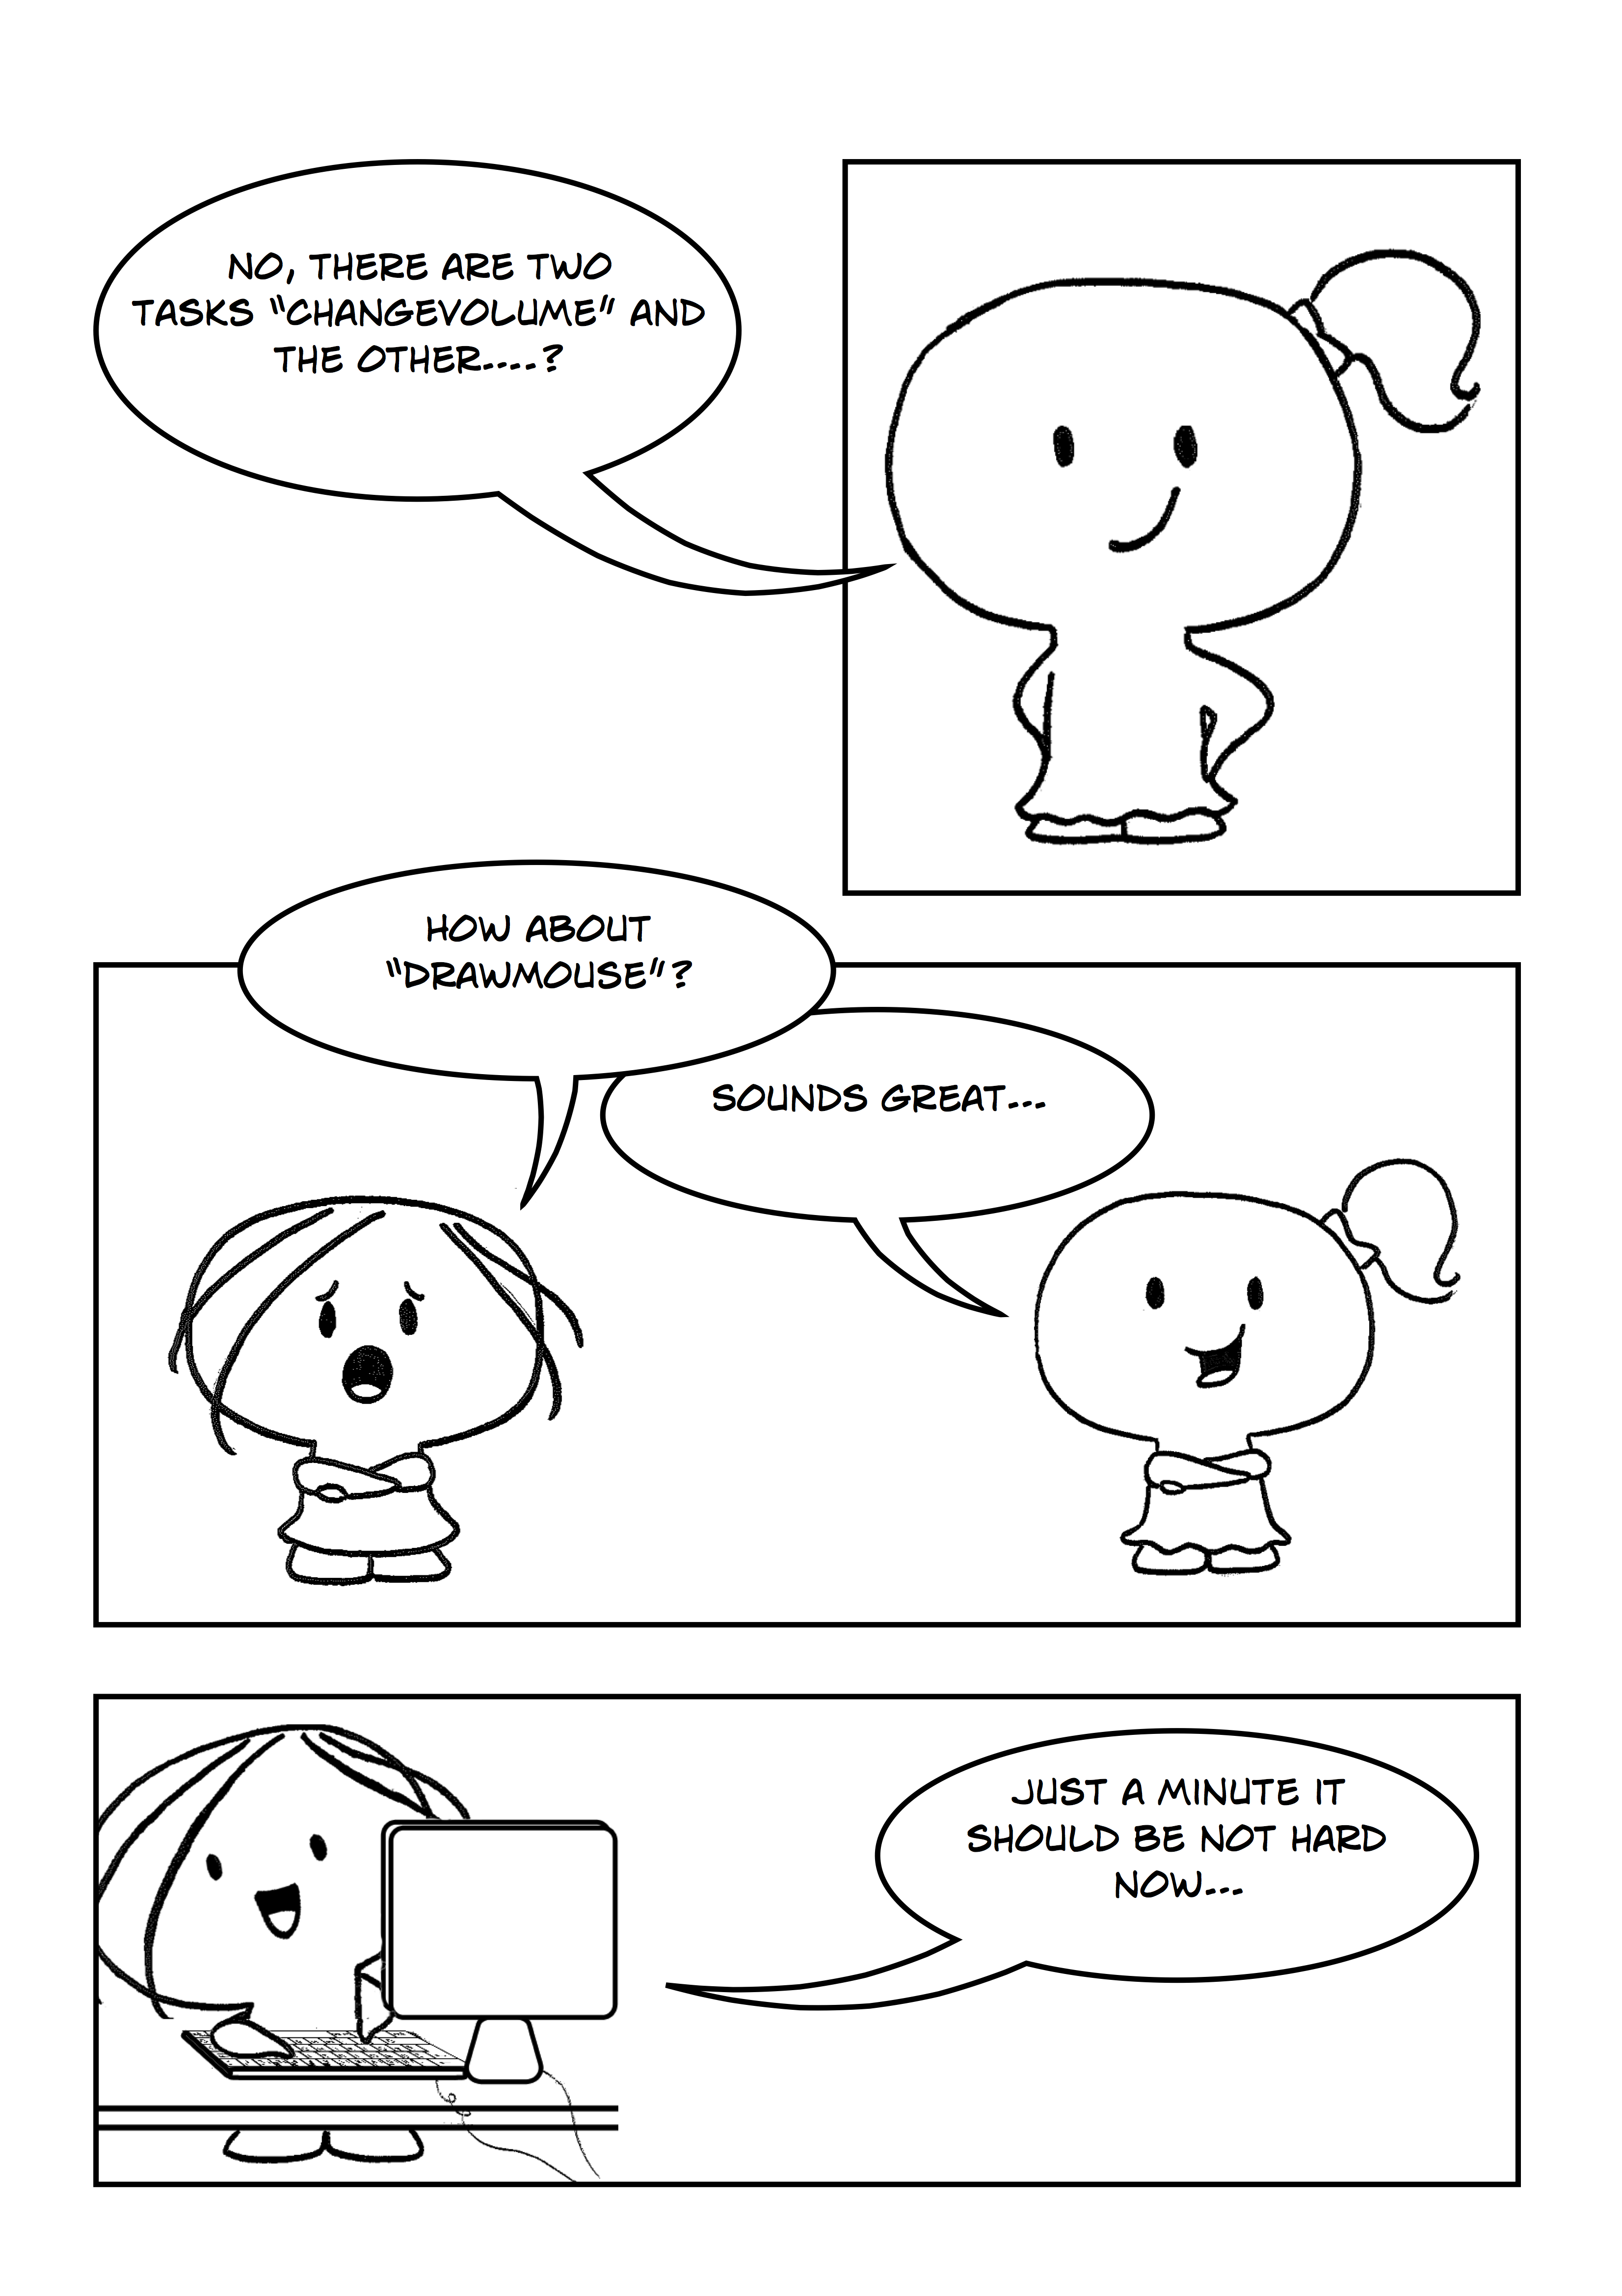 NO, THERE ARE TWO
TASKS "CHANGEVOLUME" AND
THE OTHER....?
HOW ABOUT
"DRAWMOUSE"?
SOUNDS GREAT...
JUST A MINUTE IT
SHOULD BE NOT HARD
NOW...